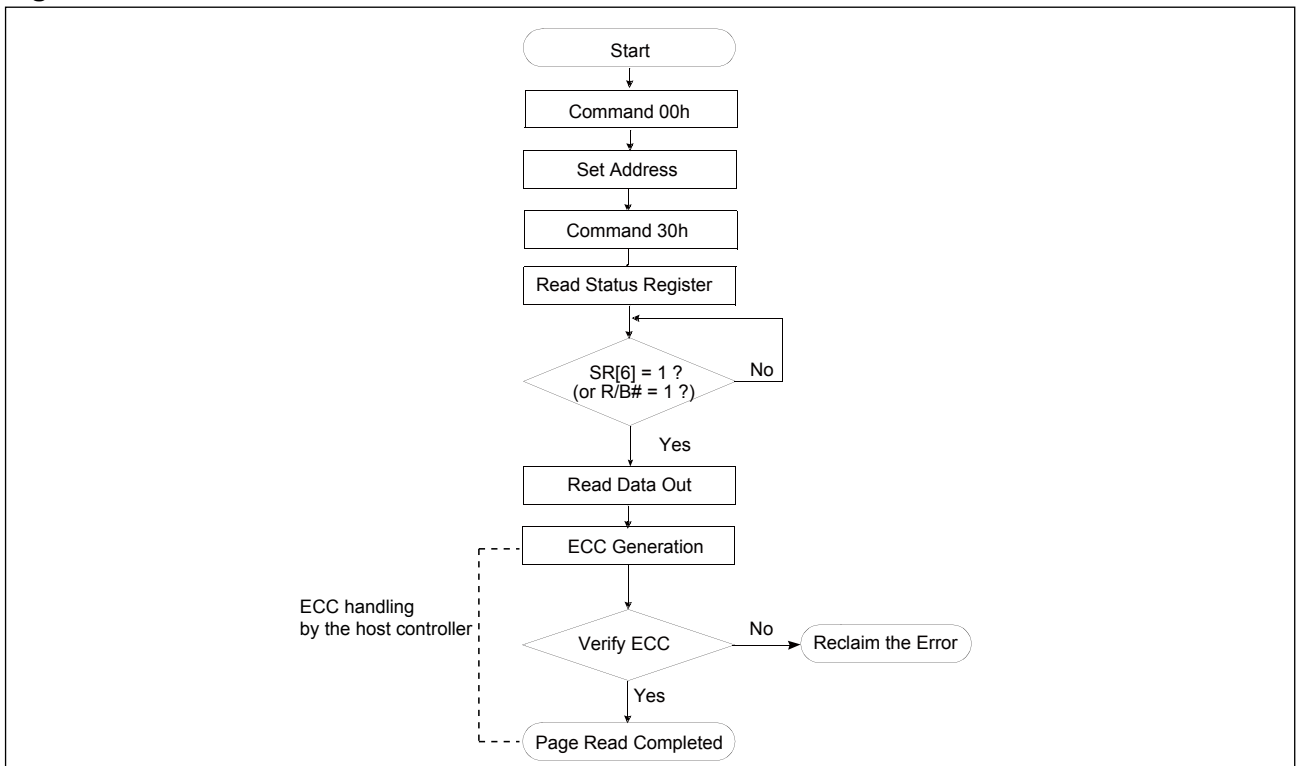 Start
Command 00h
Set Address
Command 30h
Read Status Register
SR[6] = 1 ?
(or R/B# = 1 ?)
No
Yes
Read Data Out
ECC Generation
ECC handling
by the host controller
Verify ECC
No
Reclaim the Error
Yes
Page Read Completed